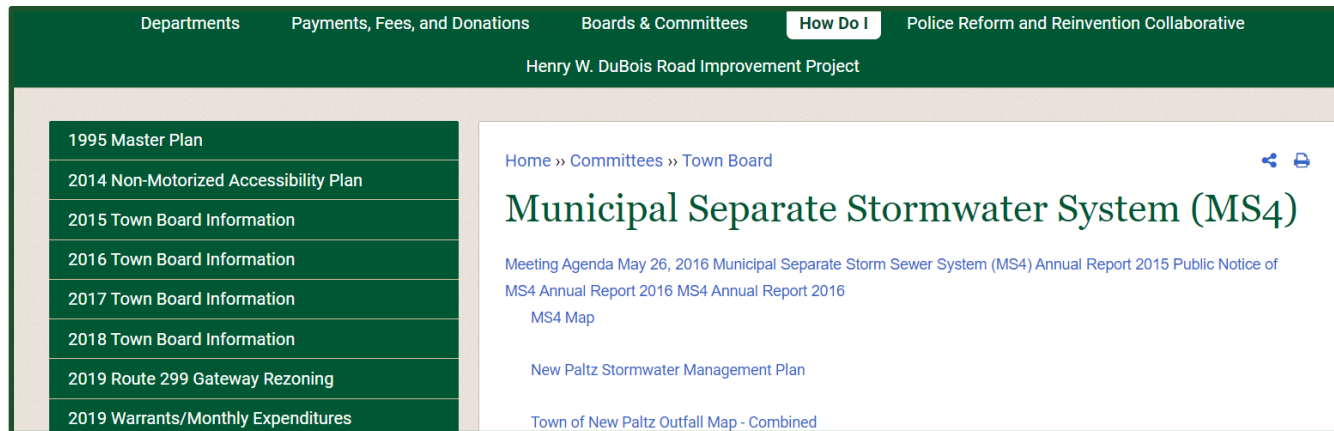 Departments Payments, Fees, and Donations Boards & Committees How Do I Police Reform and Reinvention Collaborative
Henry W. DuBois Road Improvement Project
1995 Master Plan
2014 Non-Motorized Accessibility Plan
2015 Town Board Information
2016 Town Board Information
2017 Town Board Information
2018 Town Board Information
2019 Route 299 Gateway Rezoning
2019 Warrants/Monthly Expenditures
Home ›› Committees ›› Town Board
Municipal Separate Stormwater System (MS4)
Meeting Agenda May 26, 2016 Municipal Separate Storm Sewer System (MS4) Annual Report 2015 Public Notice of
MS4 Annual Report 2016 MS4 Annual Report 2016
MS4 Map
New Paltz Stormwater Management Plan
Town of New Paltz Outfall Map - Combined